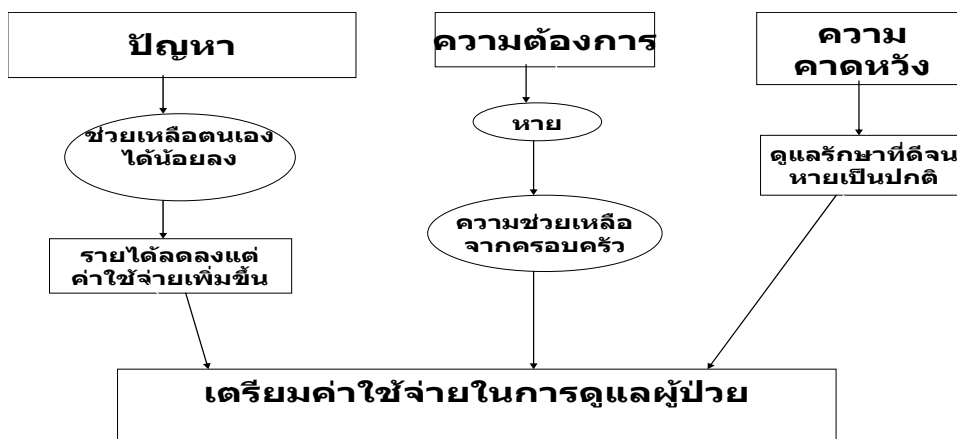 ปัญหา
ความต้องการ
ความ
คาดหวัง
ช่วยเหลือตนเอง
ได้น้อยลง
หาย
ดูแลรักษาที่ดีจน
หายเป็นปกติ
ความช่วยเหลือ
จากครอบครัว
รายได้ลดลงแต่
ค่าใช้จ่ายเพิ่มขึ้น
เตรียมค่าใช้จ่ายในการดูแลผู้ป่วย